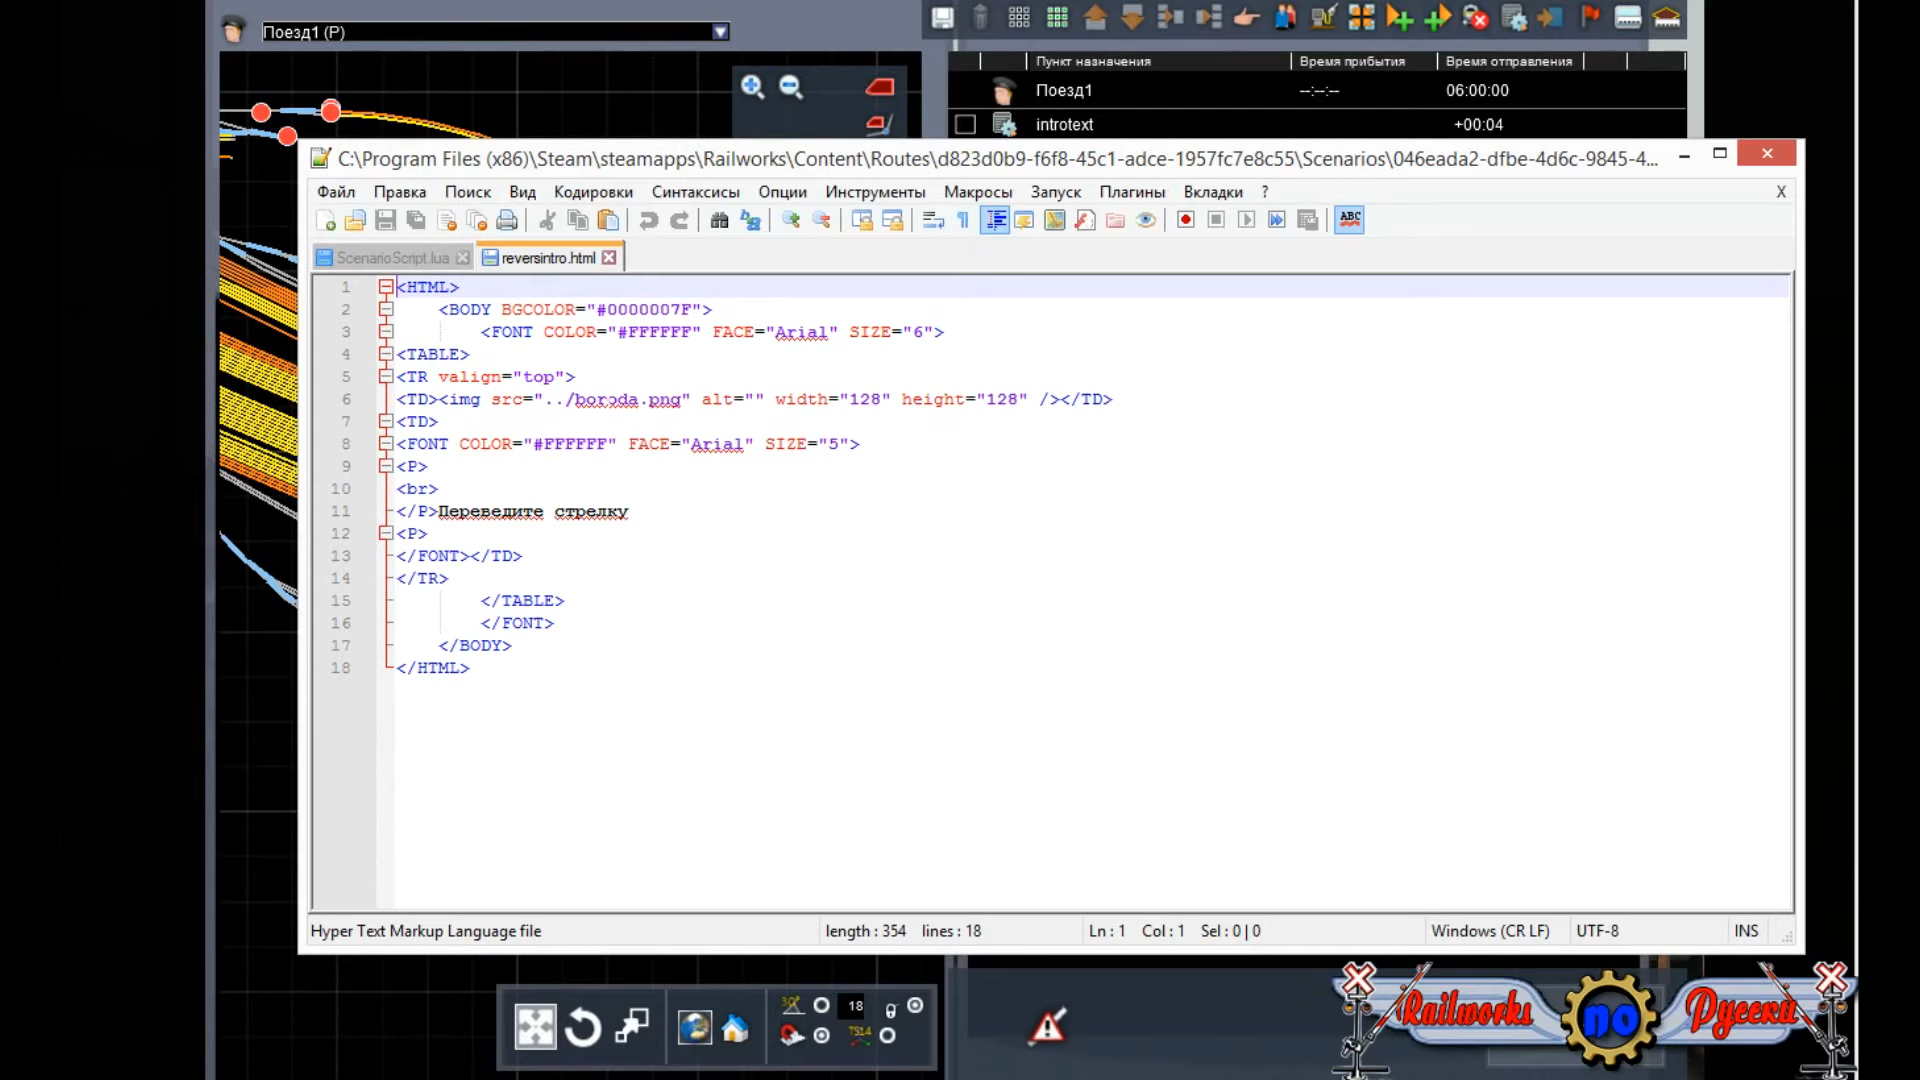 Поезд1 (P)
Пункт назначения
Время прибытия
Время отправления
Поезд1
--:--:--
06:00:00
introtext
+00:04
C:\Program Files (x86)\Steam\steamapps\Railworks\Content\Routes\d823d0b9-f6f8-45c1-adce-1957fc7e8c55\Scenarios\046eada2-dfbe-4d6c-9845-4...
Файл Правка Поиск Вид Кодировки Синтаксисы Опции Инструменты Макросы Запуск Плагины Вкладки ? X
ABC
ScenarioScript.lua
reversintro.html
1 <HTML>
2 <BODY BGCOLOR="#0000007F">
3 <FONT COLOR="#FFFFFF" FACE="Arial" SIZE="6">
4 <TABLE>
5 <TR valign="top">
6 <TD><img src="../boroda.png" alt="" width="128" height="128" /></TD>
7 <TD>
8 <FONT COLOR="#FFFFFF" FACE="Arial" SIZE="5">
9 <P>
10 <br>
11 </P>Переведите стрелку
12 <P>
13 </FONT></TD>
14 </TR>
15 </TABLE>
16 </FONT>
17 </BODY>
18 </HTML>
Hyper Text Markup Language file
length : 354 lines : 18
Ln : 1 Col : 1 Sel : 0 | 0
Windows (CR LF)
UTF-8
INS
30°
18
TS14
Railworks по Русски